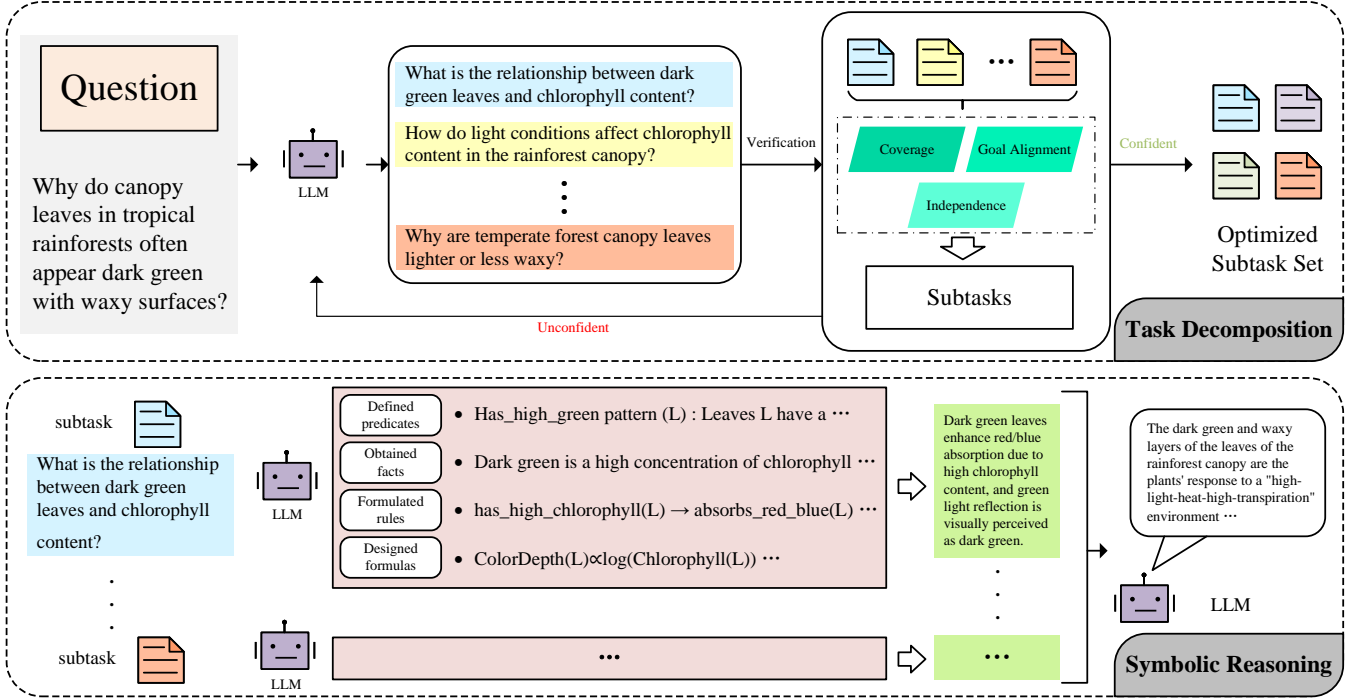 Question
Why do canopy
leaves in tropical
rainforests often
appear dark green
with waxy surfaces?
LLM
What is the relationship between dark
green leaves and chlorophyll content?
How do light conditions affect chlorophyll
content in the rainforest canopy?
Why are temperate forest canopy leaves
lighter or less waxy?
Verification
Unconfident
•••
Coverage
Goal Alignment
Independence
Subtasks
Confident
Optimized
Subtask Set
Task Decomposition
subtask
What is the relationship
between dark green
leaves and chlorophyll
content?
subtask
LLM
LLM
Defined
predicates
• Has_high_green pattern (L) : Leaves L have a ⋯
Obtained
facts
• Dark green is a high concentration of chlorophyll ⋯
Formulated
rules
• has_high_chlorophyll(L) → absorbs_red_blue(L) ⋯
Designed
formulas
• ColorDepth(L)∝log(Chlorophyll(L)) ⋯
•••
Dark green leaves
enhance red/blue
absorption due to
high chlorophyll
content, and green
light reflection is
visually perceived
as dark green.
•••
The dark green and waxy
layers of the leaves of the
rainforest canopy are the
plants' response to a "high-
light-heat-high-transpiration"
environment ⋯
LLM
Symbolic Reasoning